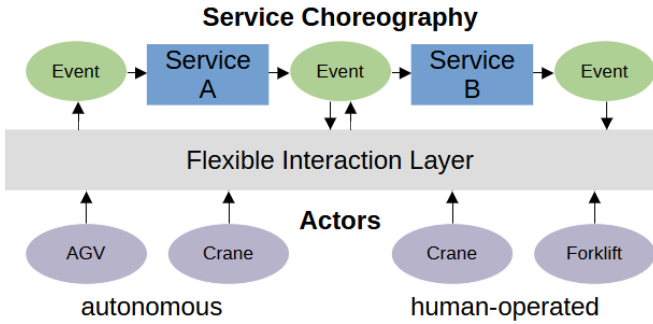 Service Choreography
Event
Service
A
Event
Service
B
Event
Flexible Interaction Layer
Actors
AGV
Crane
Crane
Forklift
autonomous
human-operated